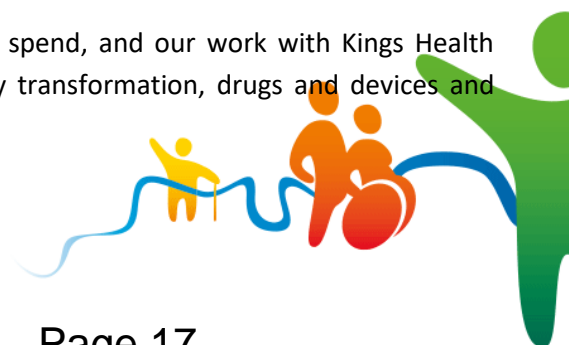 spend, and our work with Kings Health
transformation, drugs and devices and
Page 17